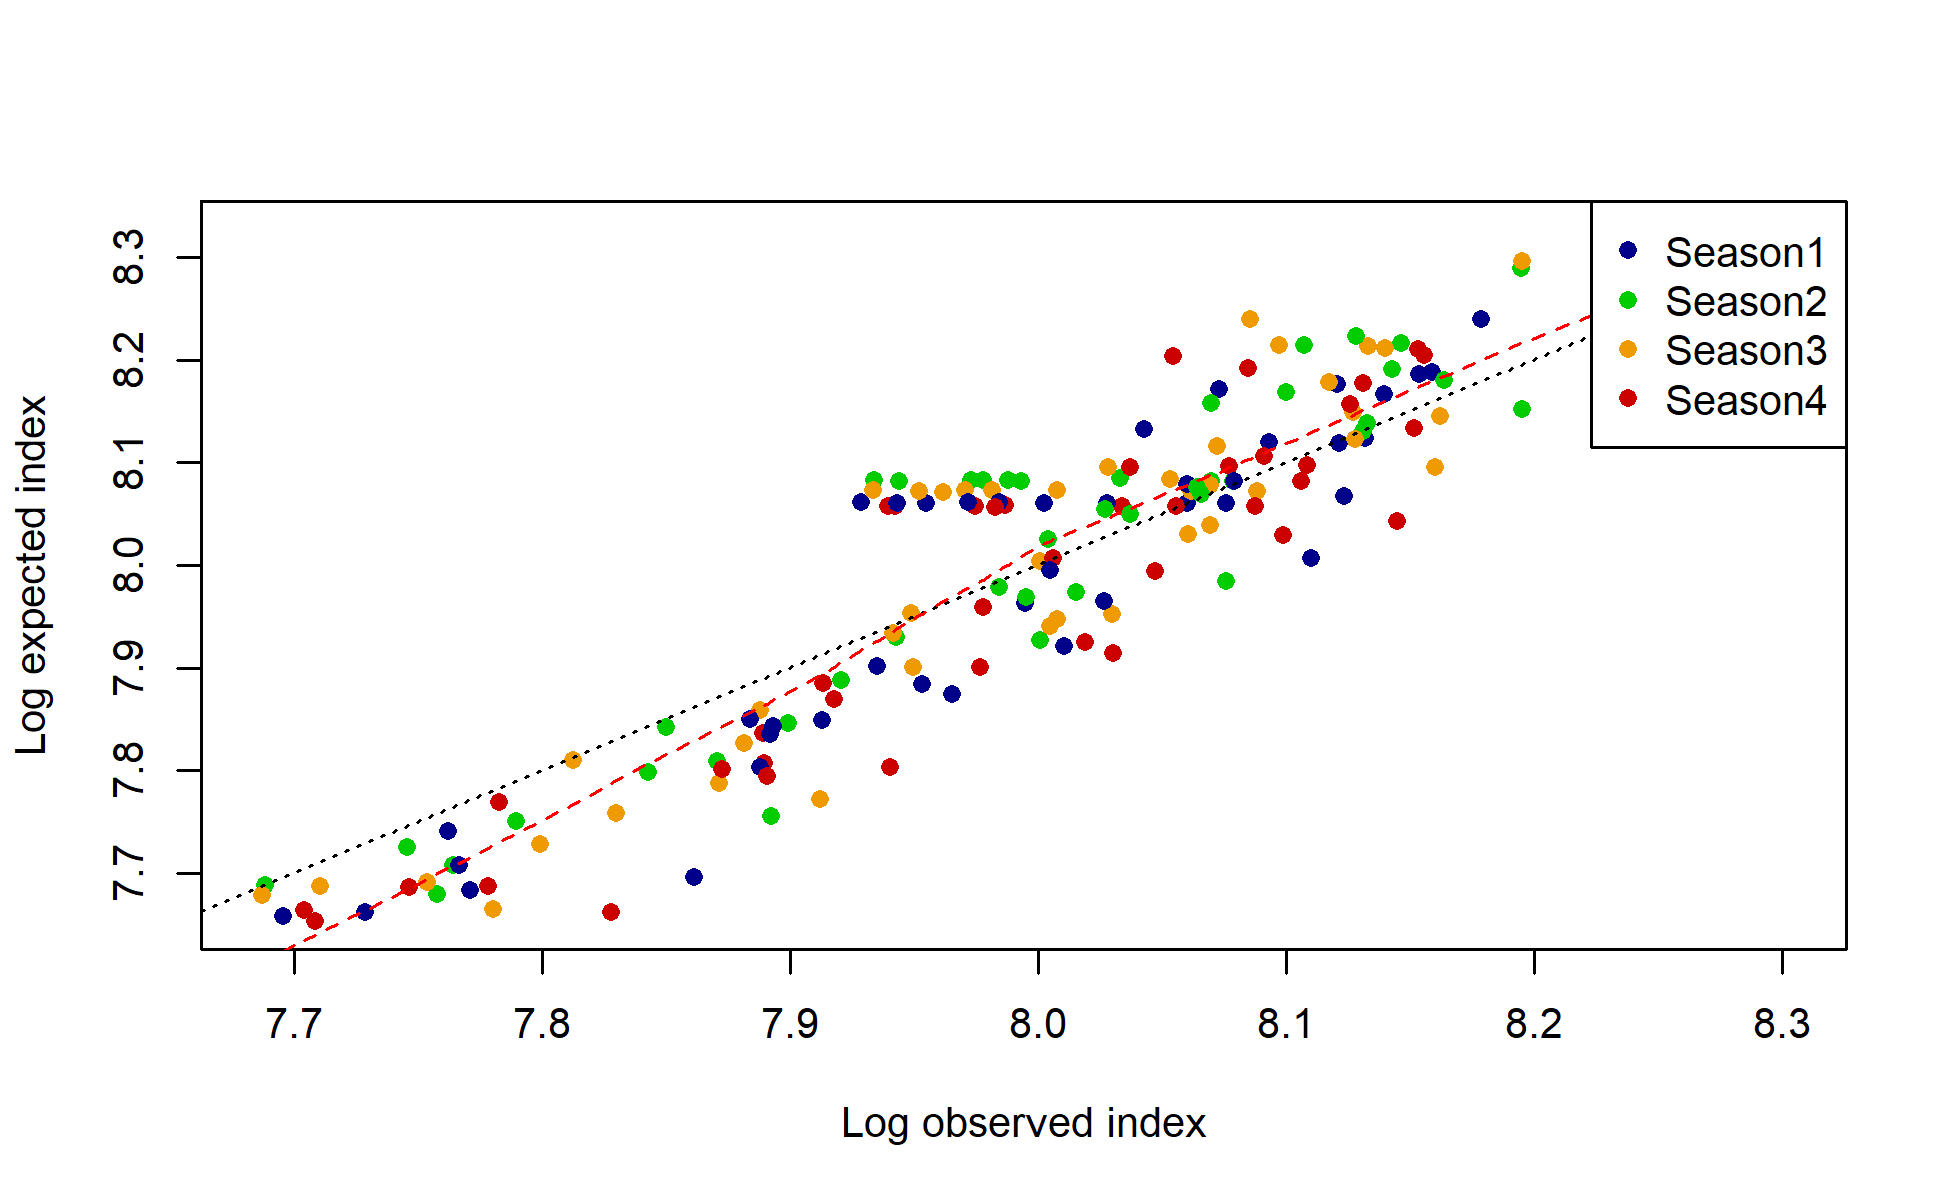 Season1
Season2
Season3
Season4
Log expected index
8.3
8.2
8.1
8.0
7.9
7.8
7.7
7.7 7.8 7.9 8.0 8.1 8.2 8.3
Log observed index